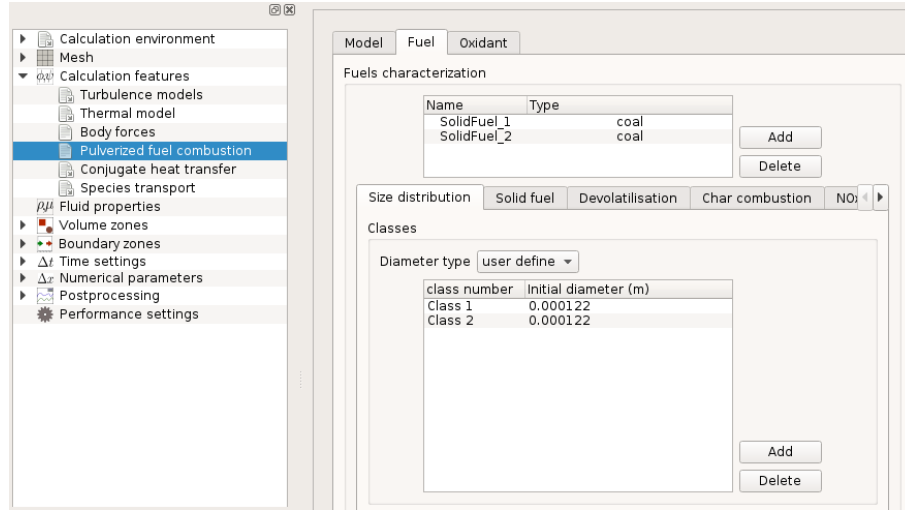 Calculation environment
Mesh
Calculation features
Turbulence models
Thermal model
Body forces
Pulverized fuel combustion
Conjugate heat transfer
Species transport
ρ,μ Fluid properties
Volume zones
Boundary zones
Δt Time settings
Δx Numerical parameters
Postprocessing
Performance settings
Model Fuel Oxidant
Fuels characterization
Name Type
SolidFuel_1 coal
SolidFuel_2 coal
Add
Delete
Size distribution Solid fuel Devolatilisation Char combustion
Classes
Diameter type user define
class number Initial diameter (m)
Class 1 0.000122
Class 2 0.000122
Add
Delete